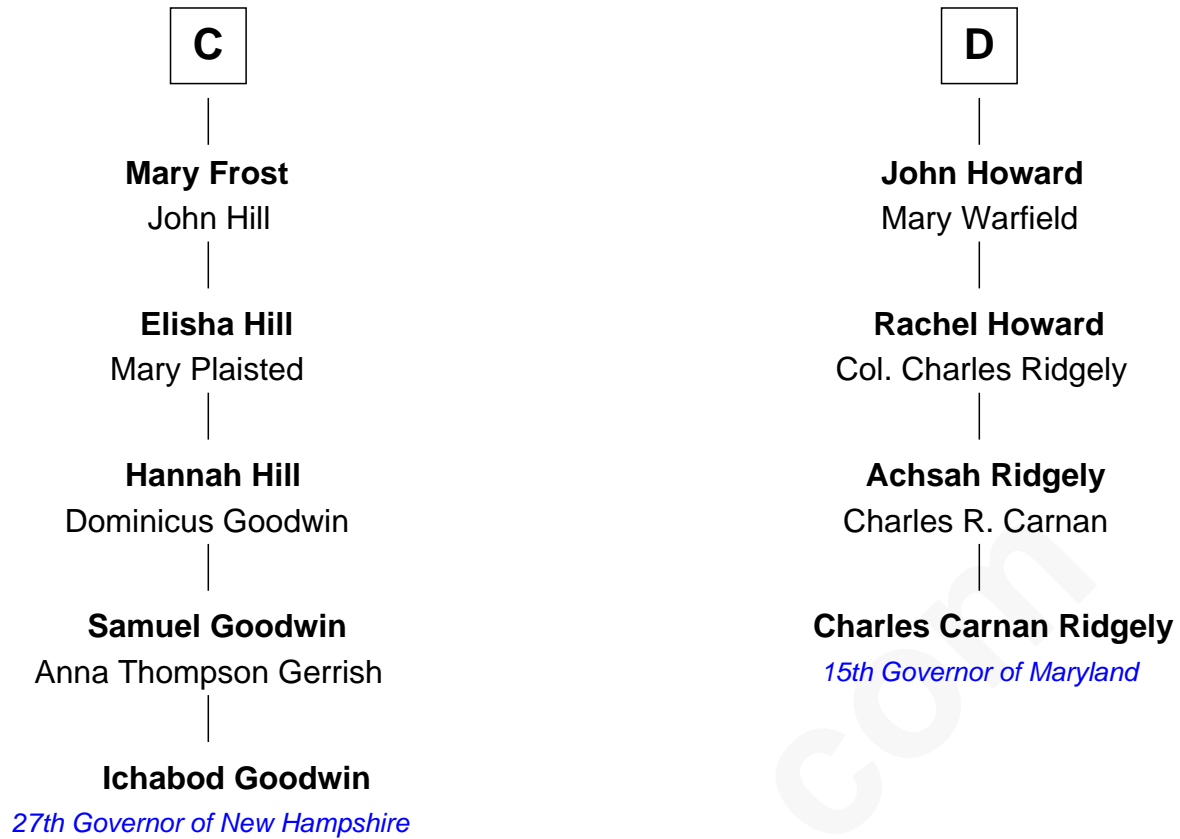 C
Mary Frost
John Hill
Elisha Hill
Mary Plaisted
Hannah Hill
Dominicus Goodwin
Samuel Goodwin
Anna Thompson Gerrish
Ichabod Goodwin
27th Governor of New Hampshire
D
John Howard
Mary Warfield
Rachel Howard
Col. Charles Ridgely
Achsah Ridgely
Charles R. Carnan
Charles Carnan Ridgely
15th Governor of Maryland
com